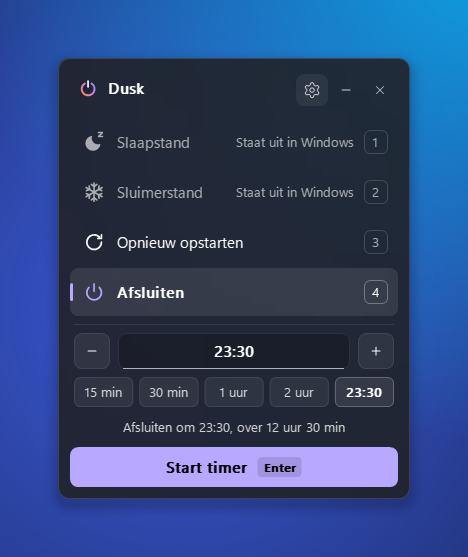 Dusk
Slaapstand Staat uit in Windows 1
Sluimerstand Staat uit in Windows 2
Opnieuw opstarten 3
Afsluiten 4
− 23:30 +
15 min 30 min 1 uur 2 uur 23:30
Afsluiten om 23:30, over 12 uur 30 min
Start timer Enter